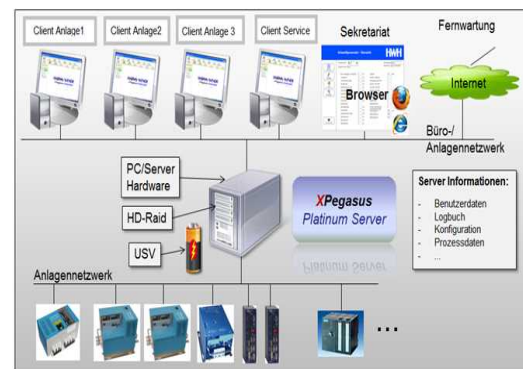 Client Anlage1
Client Anlage2
Client Anlage 3
Client Service
Sekretariat
Fernwartung
HWH
Browser
Internet
Büro-/
Anlagennetzwerk
PC/Server
Hardware
HD-Raid
USV
XPegasus
Platinum Server
Server Informationen:
- Benutzerdaten
- Logbuch
- Konfiguration
- Prozessdaten
- ...
Anlagennetzwerk
...